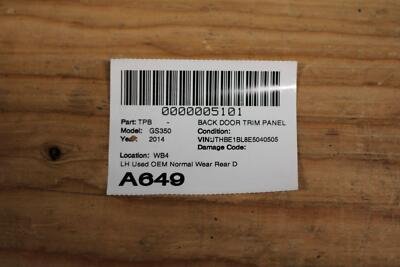 0000005101
Part: TPB - BACK DOOR TRIM PANEL
Model: GS350 Condition:
Year: 2014 VIN:JTHBE1BL8E5040505
Damage Code:
Location: WB4
LH Used OEM Normal Wear Rear D
A649